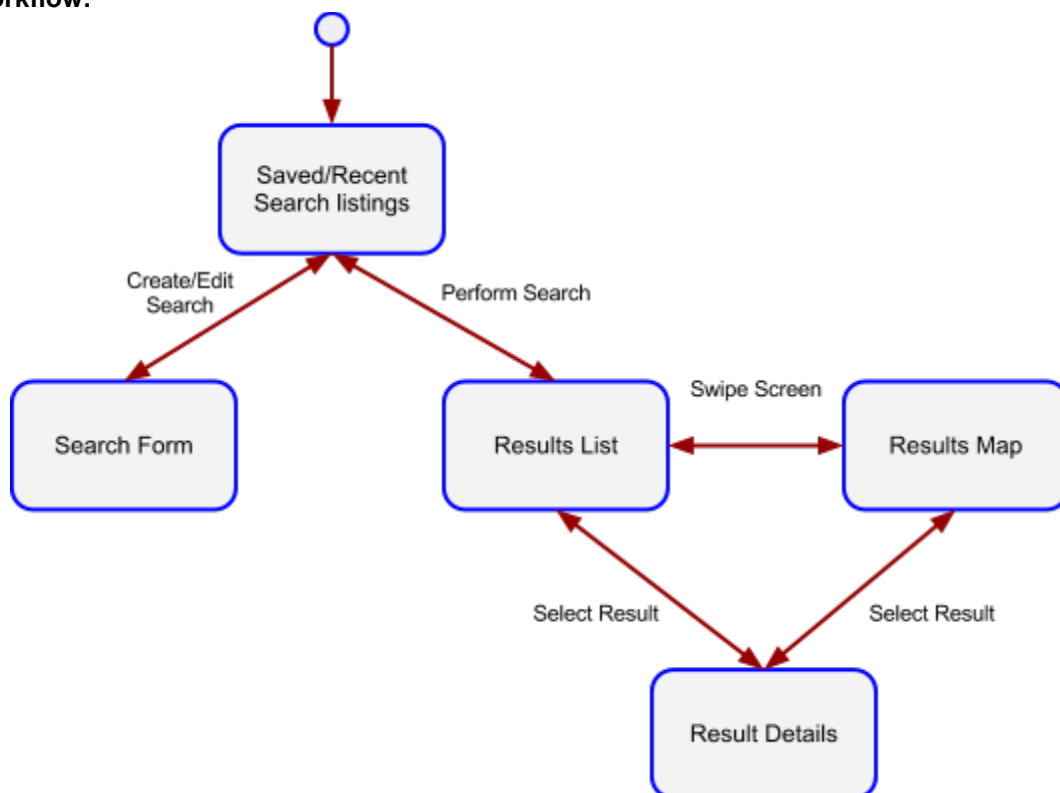 Saved/Recent
Search listings
Create/Edit
Search
Perform Search
Swipe Screen
Search Form
Results List
Results Map
Select Result
Select Result
Result Details